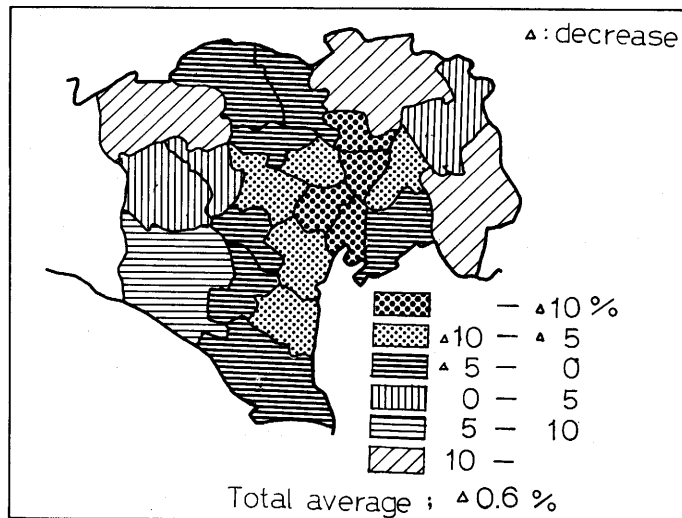 △: decrease
— △10 %
△10 — △ 5
△ 5 — 0
0 — 5
5 — 10
10 —
Total average ; △0.6 %